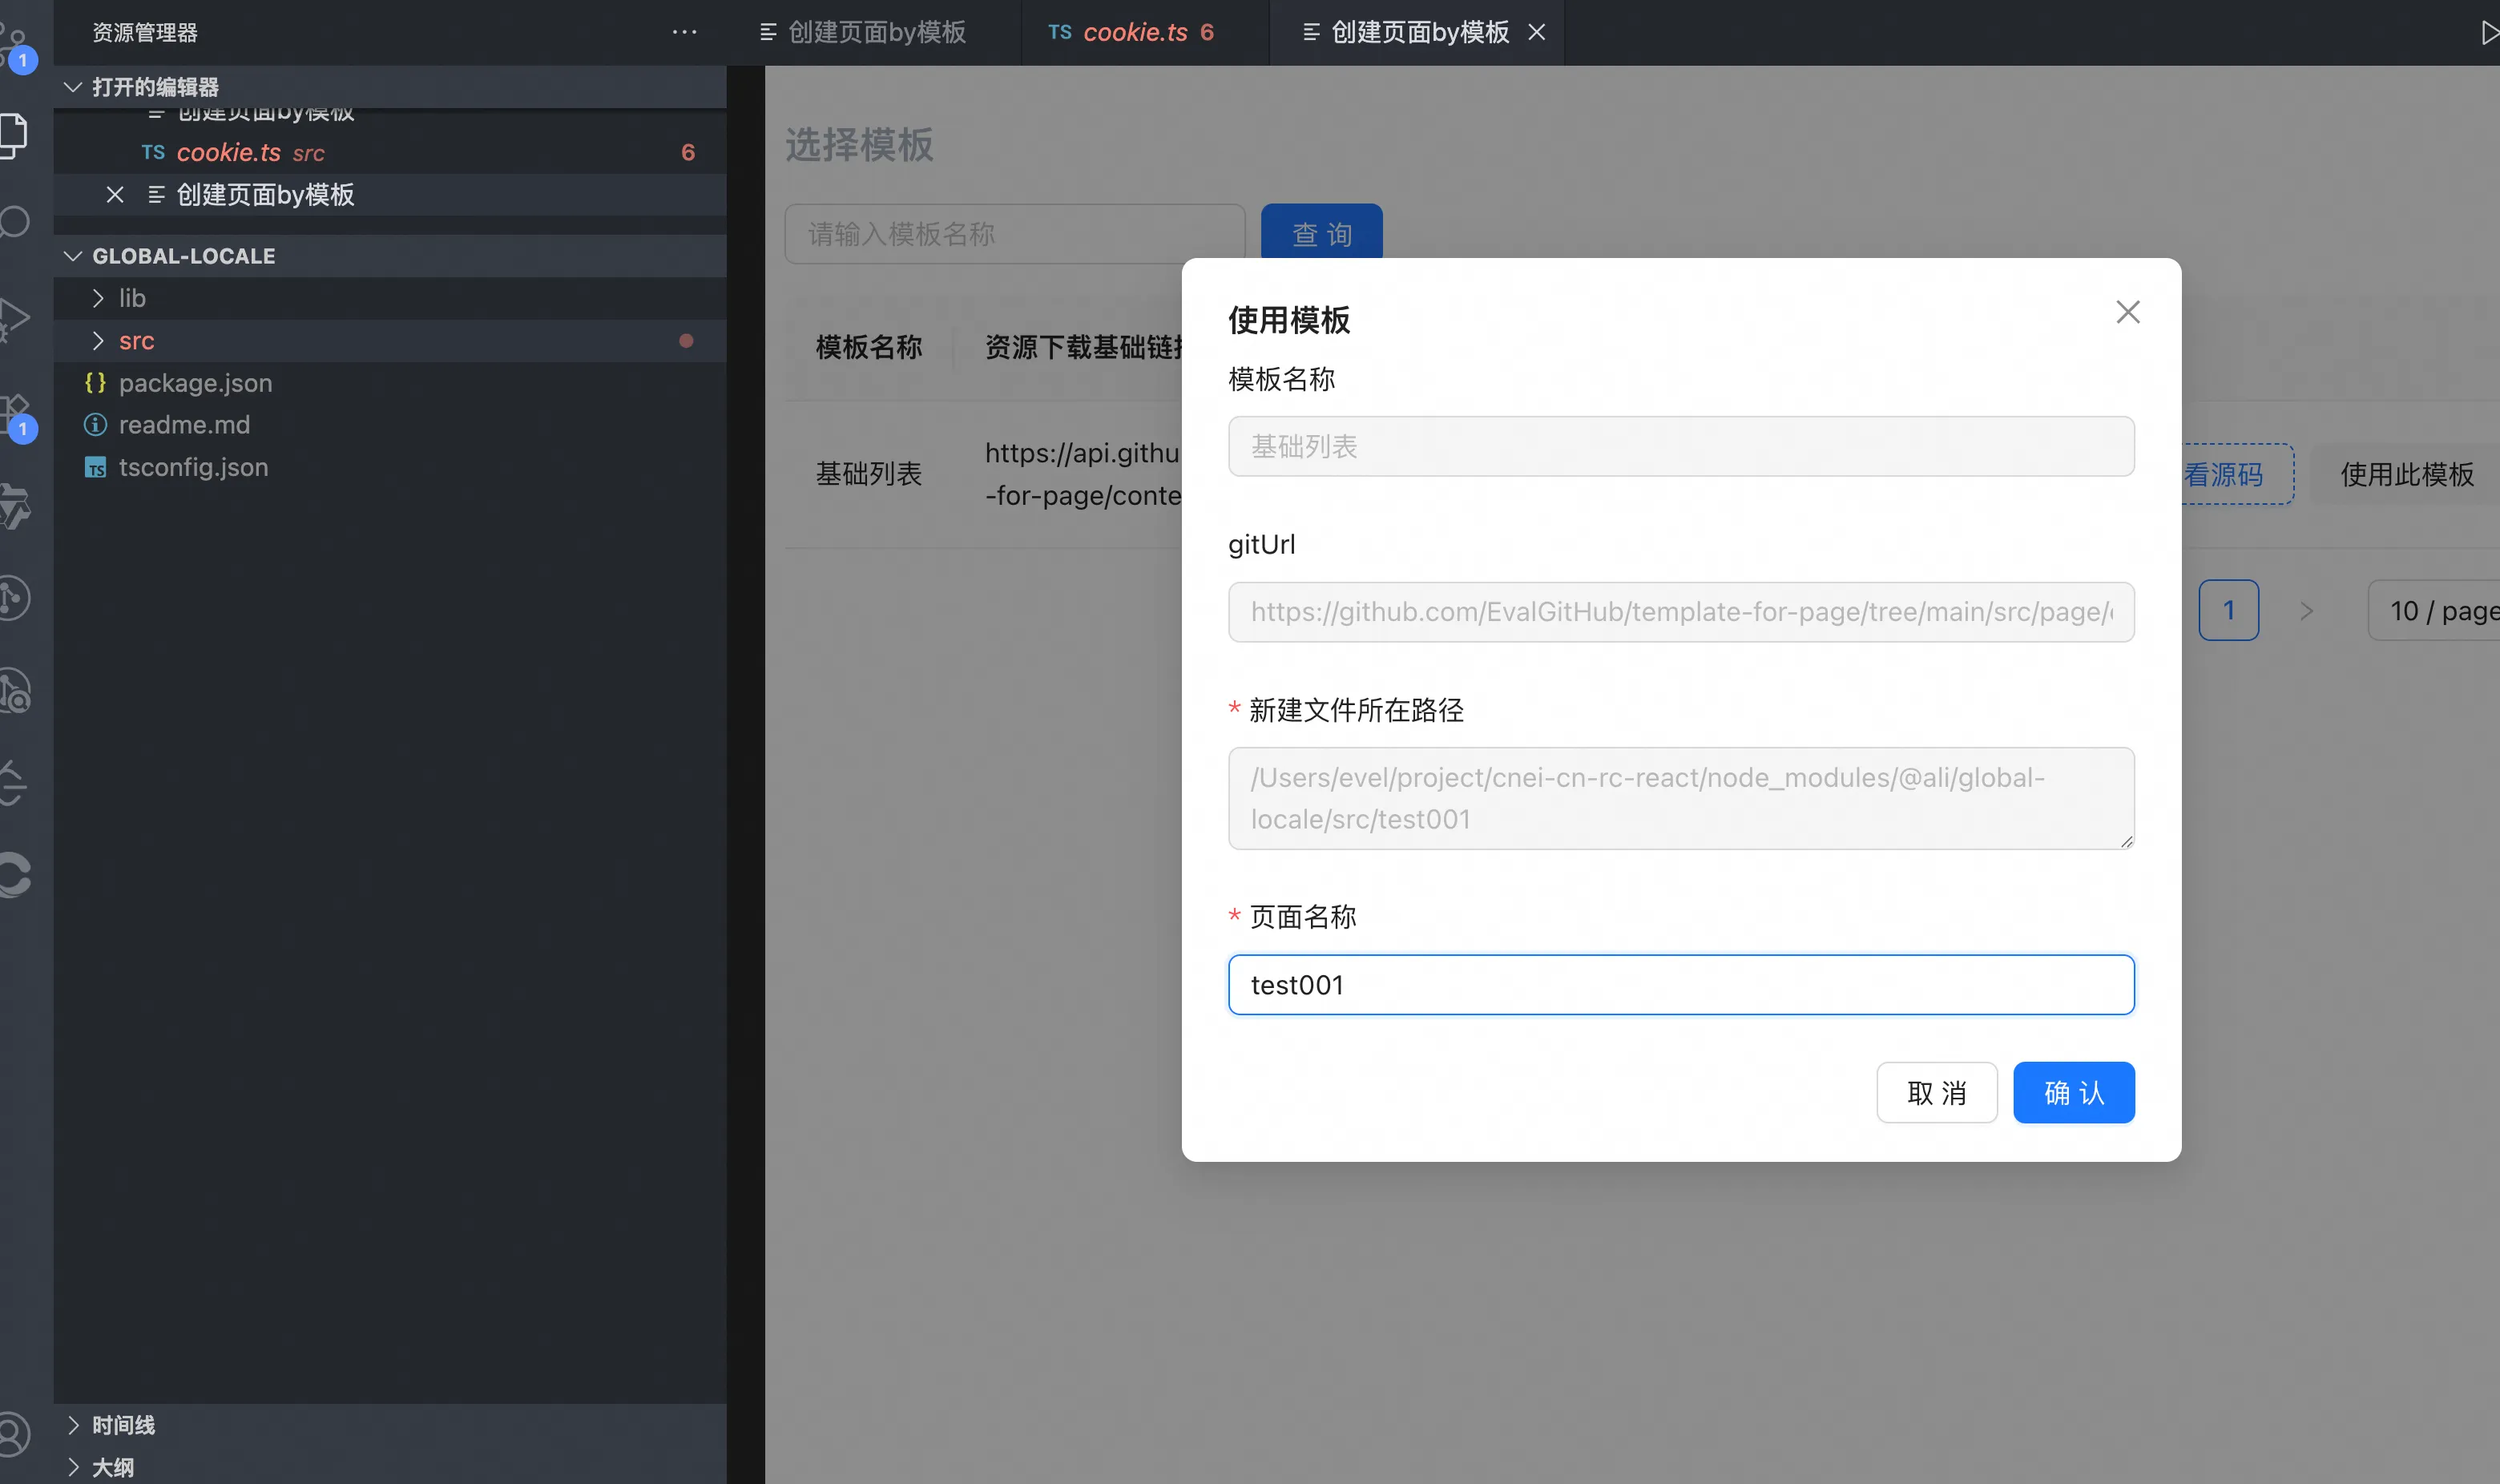 资源管理器
创建页面by模板
TS cookie.ts 6
创建页面by模板
1
打开的编辑器
创建页面by模板
TS cookie.ts src 6
创建页面by模板
GLOBAL-LOCALE
lib
src
{} package.json
readme.md
TS tsconfig.json
1
时间线
大纲
选择模板
请输入模板名称
查 询
模板名称
资源下载基础链接
基础列表
https://api.githu
-for-page/conte
看源码
使用此模板
1
10 / page
使用模板
模板名称
基础列表
gitUrl
https://github.com/EvalGitHub/template-for-page/tree/main/src/page/
* 新建文件所在路径
/Users/evel/project/cnei-cn-rc-react/node_modules/@ali/global-
locale/src/test001
* 页面名称
test001
取 消
确 认